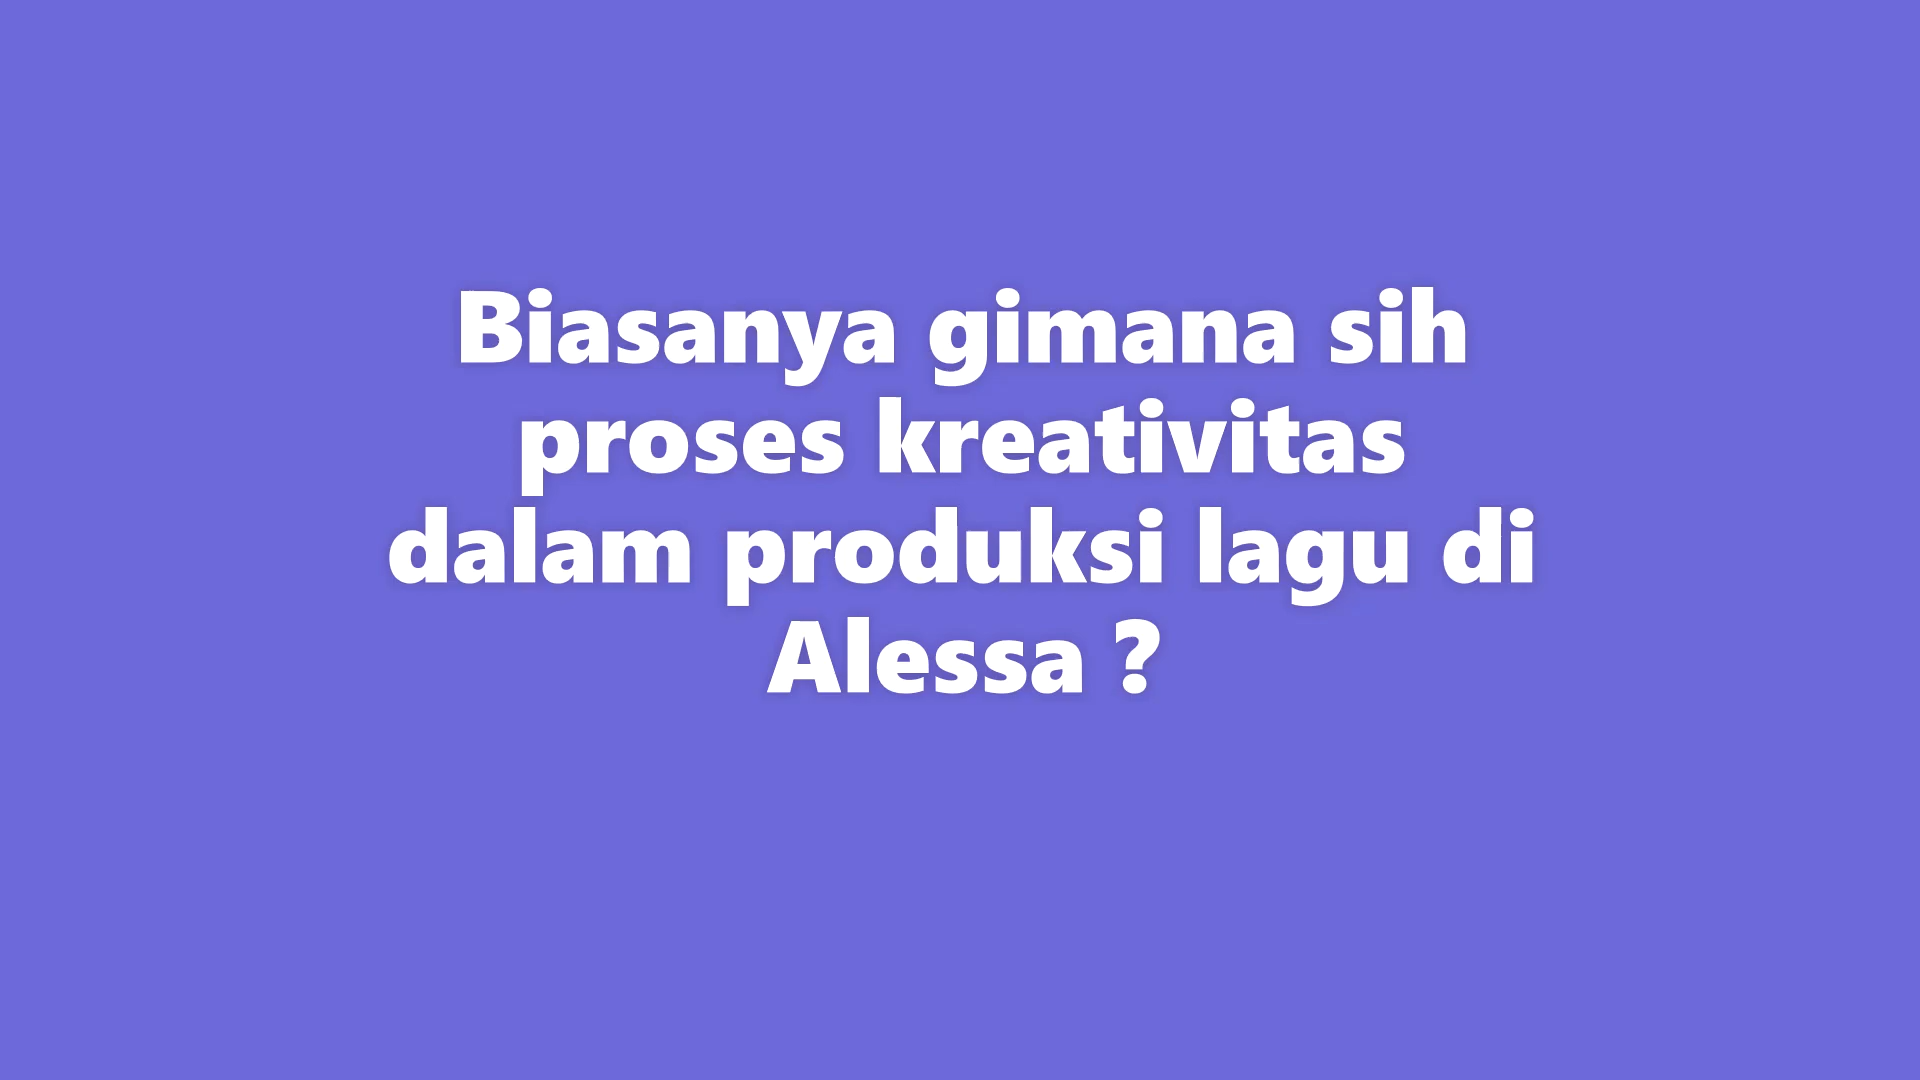 Biasanya gimana sih
proses kreativitas
dalam produksi lagu di
Alessa ?